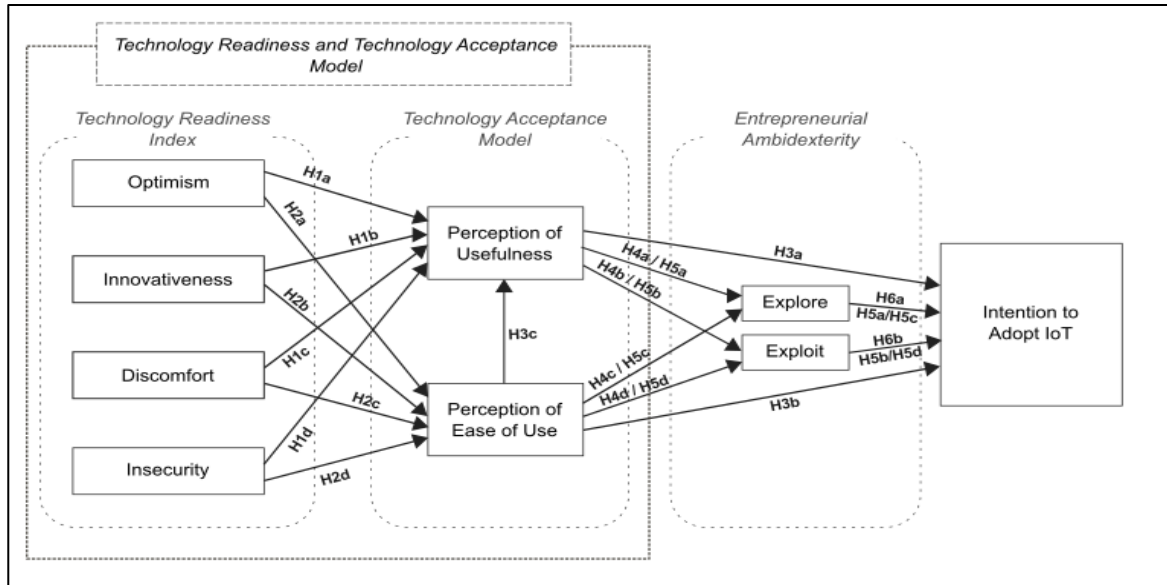 Technology Readiness and Technology Acceptance
Model
Technology Readiness
Index
Technology Acceptance
Model
Entrepreneurial
Ambidexterity
Optimism
Innovativeness
Discomfort
Insecurity
H1a
H2a
H1b
H2b
H1c
H2c
H1d
H2d
Perception of
Usefulness
H3c
Perception of
Ease of Use
H3a
H4a / H5a
H4b / H5b
H4c / H5c
H4d / H5d
H3b
Explore
Exploit
H6a
H5a/H5c
H6b
H5b/H5d
Intention to
Adopt IoT